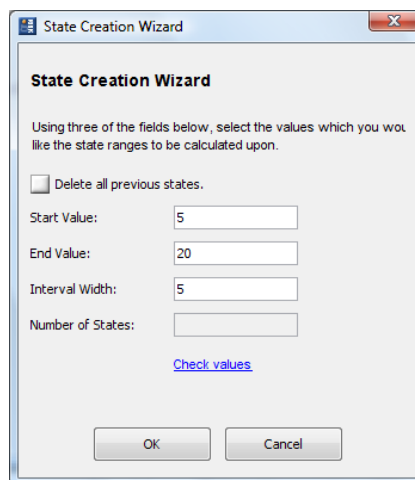 State Creation Wizard
State Creation Wizard
Using three of the fields below, select the values which you wou
like the state ranges to be calculated upon.
Delete all previous states.
Start Value: 5
End Value: 20
Interval Width: 5
Number of States:
Check values
OK Cancel